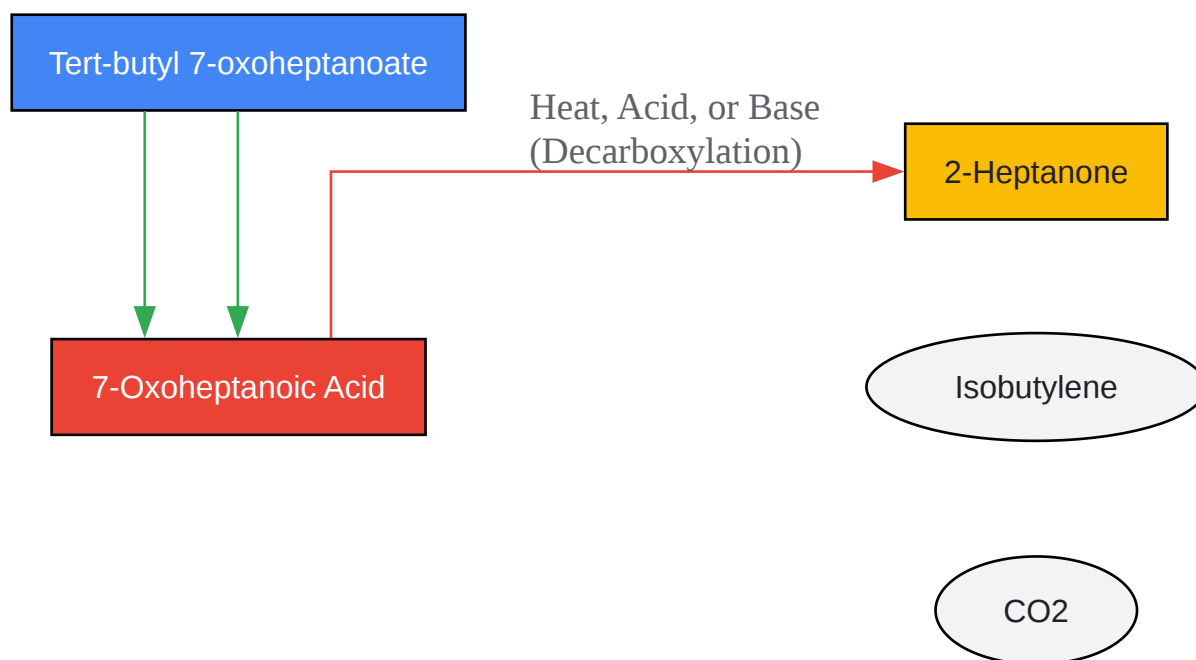 Tert-butyl 7-oxoheptanoate
Heat, Acid, or Base
(Decarboxylation)
2-Heptanone
7-Oxoheptanoic Acid
Isobutylene
CO2